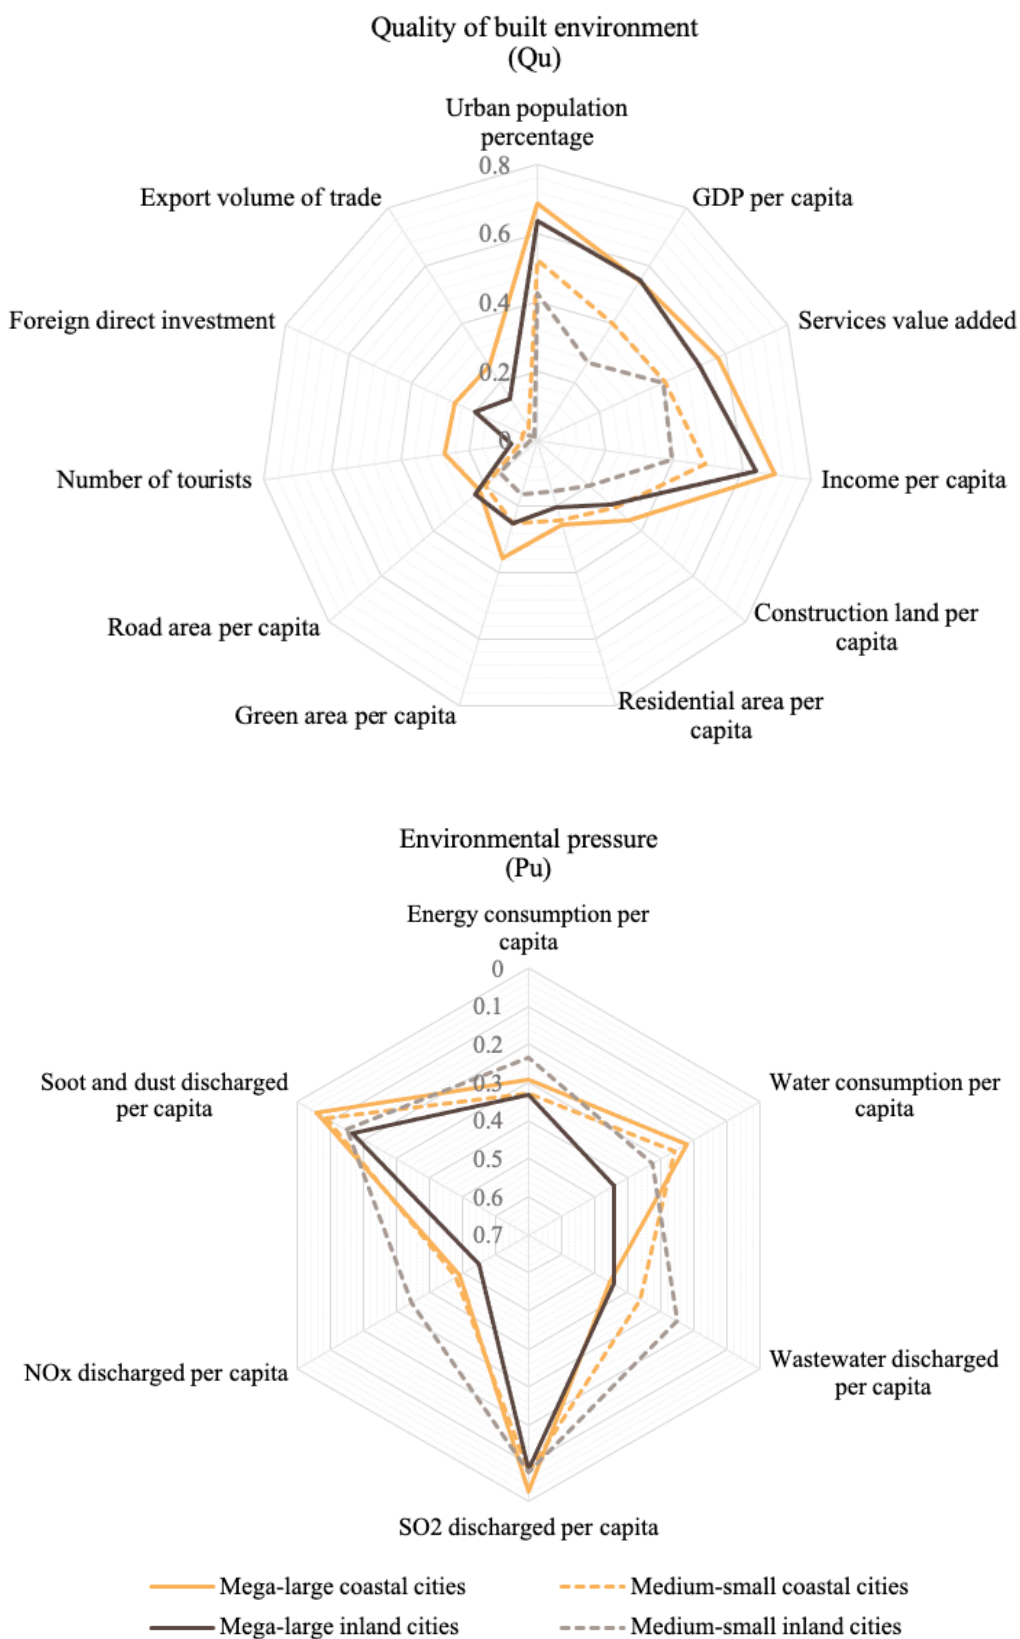 Quality of built environment
(Qu)
Urban population
percentage
0.8
Export volume of trade
GDP per capita
0.6
Foreign direct investment
Services value added
0.4
0.2
0
Number of tourists
Income per capita
Road area per capita
Construction land per
capita
Green area per capita
Residential area per
capita
Environmental pressure
(Pu)
Energy consumption per
capita
0
0.1
0.2
0.3
0.4
0.5
0.6
0.7
Soot and dust discharged
per capita
Water consumption per
capita
NOx discharged per capita
Wastewater discharged
per capita
SO2 discharged per capita
Mega-large coastal cities
Medium-small coastal cities
Mega-large inland cities
Medium-small inland cities